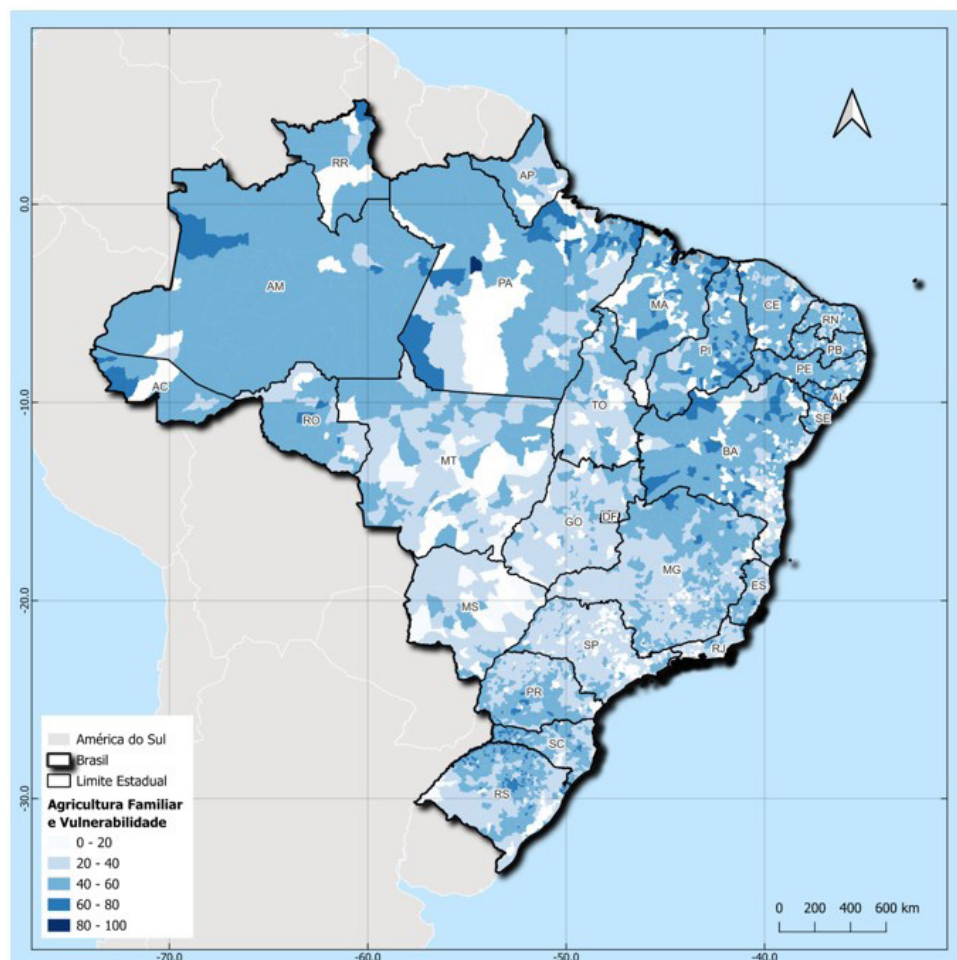 RR
AP
0.0
AM
PA
MA
CE
RN
PB
PI
PE
AC
AL
SE
-10.0
RO
TO
BA
MT
GO
DF
MG
ES
-20.0
MS
SP
RJ
PR
SC
América do Sul
Brasil
Limite Estadual
Agricultura Familiar
e Vulnerabilidade
0 - 20
20 - 40
40 - 60
60 - 80
80 - 100
-30.0
RS
0 200 400 600 km
-70.0
-60.0
-50.0
-40.0